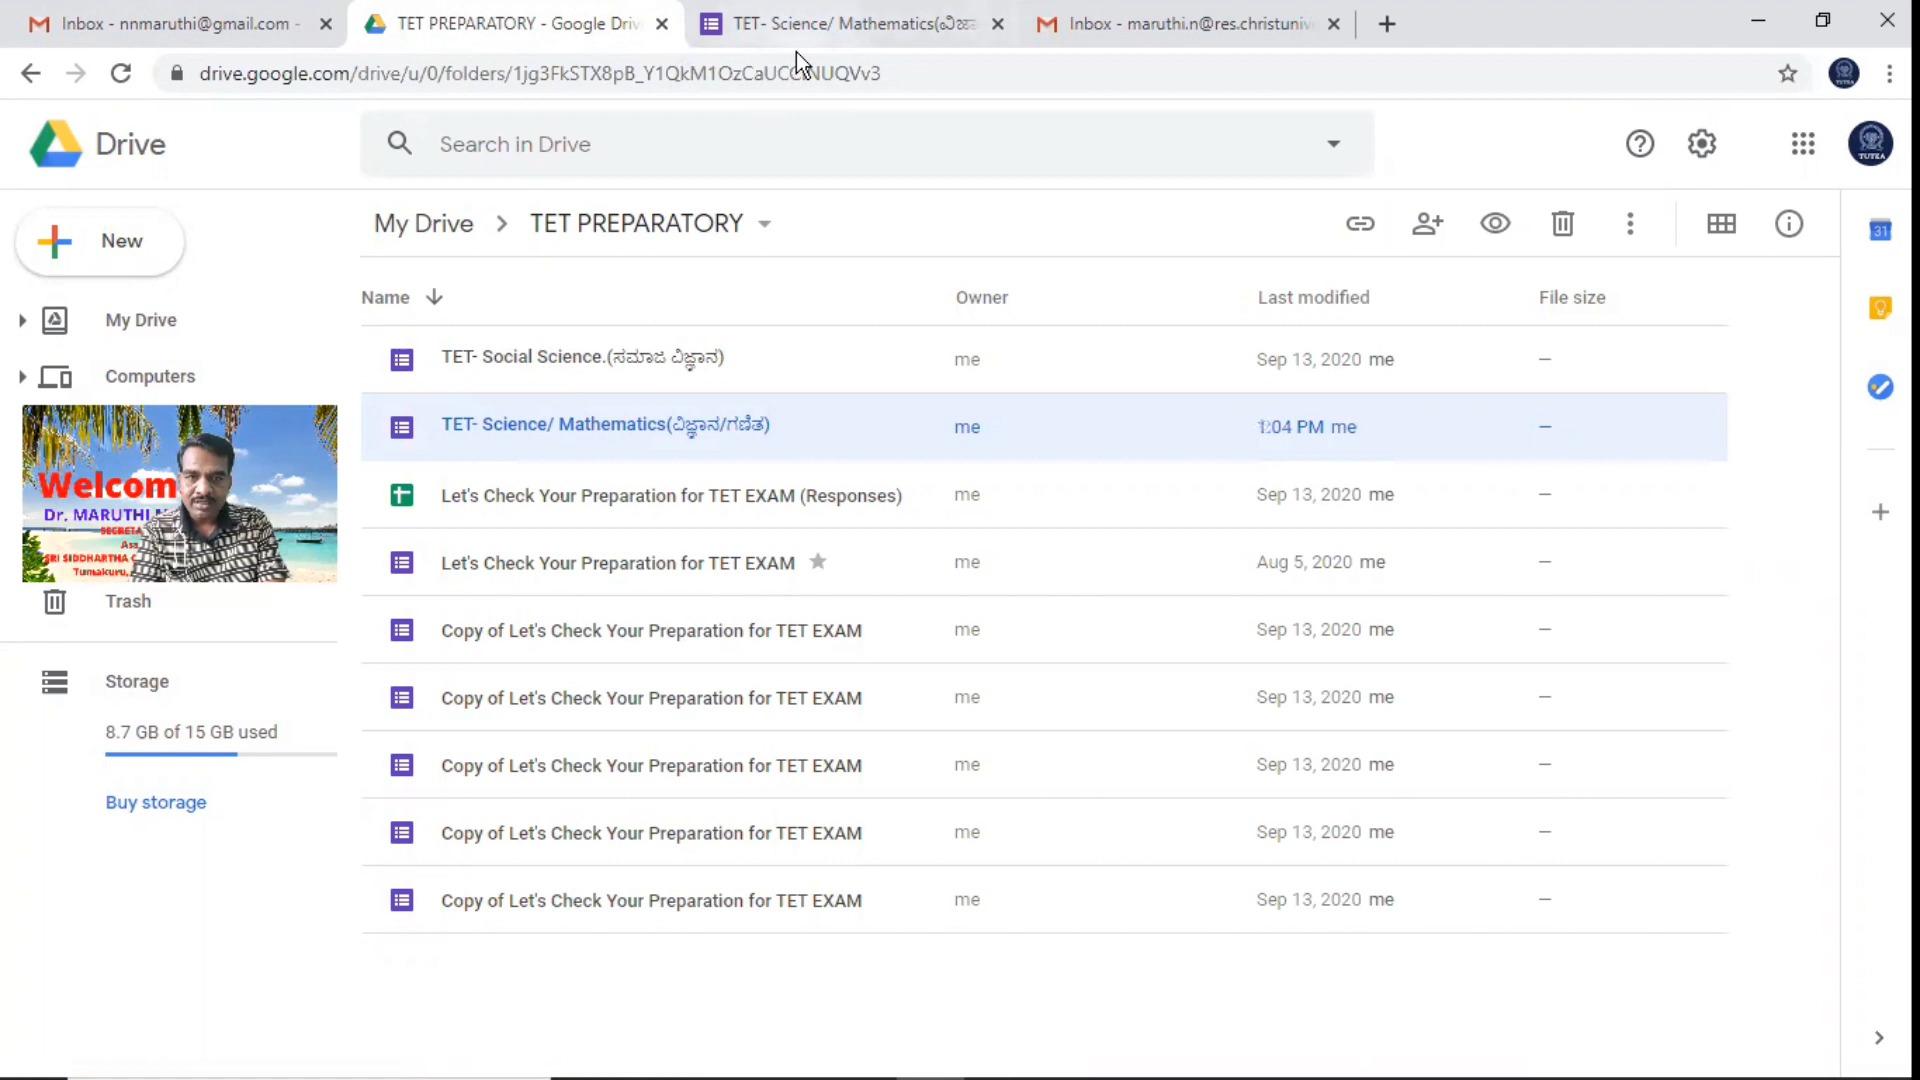 Inbox - nnmaruthi@gmail.com -
TET PREPARATORY - Google Driv
TET- Science/ Mathematics(ವಿಜ್ಞಾ
Inbox - maruthi.n@res.christunive
drive.google.com/drive/u/0/folders/1jg3FkSTX8pB_Y1QkM1OzCaUC
NUQVv3
Drive
Search in Drive
TUTEA
New
My Drive
TET PREPARATORY
31
Name
Owner
Last modified
File size
My Drive
TET- Social Science.(ಸಮಾಜ ವಿಜ್ಞಾನ)
me
Sep 13, 2020 me
–
Computers
TET- Science/ Mathematics(ವಿಜ್ಞಾನ/ಗಣಿತ)
me
1:04 PM me
–
Welcom
Dr. MARUTHI N
SECRETA
Ass
SRI SIDDHARTHA C
Tumakuru,
Let's Check Your Preparation for TET EXAM (Responses)
me
Sep 13, 2020 me
–
Let's Check Your Preparation for TET EXAM
me
Aug 5, 2020 me
–
Trash
Copy of Let's Check Your Preparation for TET EXAM
me
Sep 13, 2020 me
–
Storage
Copy of Let's Check Your Preparation for TET EXAM
me
Sep 13, 2020 me
–
8.7 GB of 15 GB used
Copy of Let's Check Your Preparation for TET EXAM
me
Sep 13, 2020 me
–
Buy storage
Copy of Let's Check Your Preparation for TET EXAM
me
Sep 13, 2020 me
–
Copy of Let's Check Your Preparation for TET EXAM
me
Sep 13, 2020 me
–